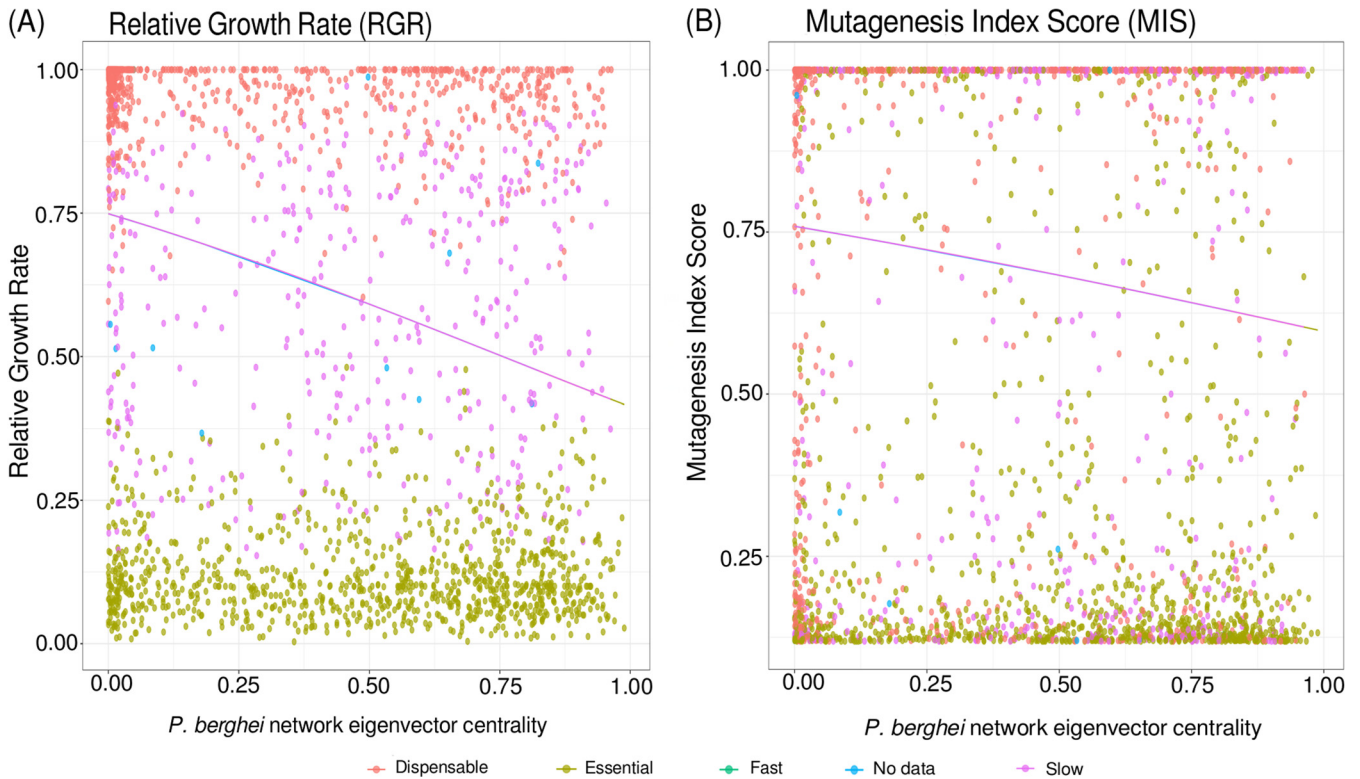 (A) Relative Growth Rate (RGR)
1.00
0.75
0.50
0.25
0.00
Relative Growth Rate
0.00 0.25 0.50 0.75 1.00
P. berghei network eigenvector centrality
(B) Mutagenesis Index Score (MIS)
1.00
0.75
0.50
0.25
Mutagenesis Index Score
0.00 0.25 0.50 0.75 1.00
P. berghei network eigenvector centrality
Dispensable Essential Fast No data Slow